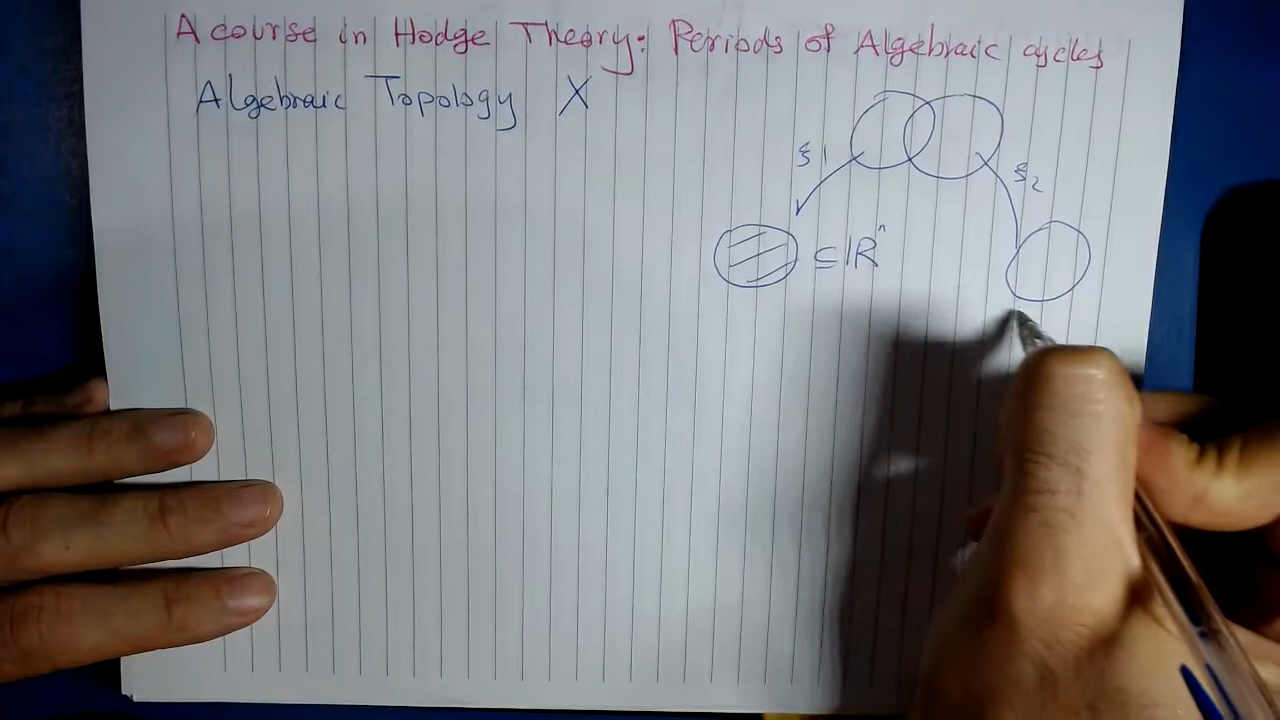 A course in Hodge Theory: Periods of Algebraic cycles
Algebraic Topology X
ξ1
ξ2
⊆ ℝⁿ